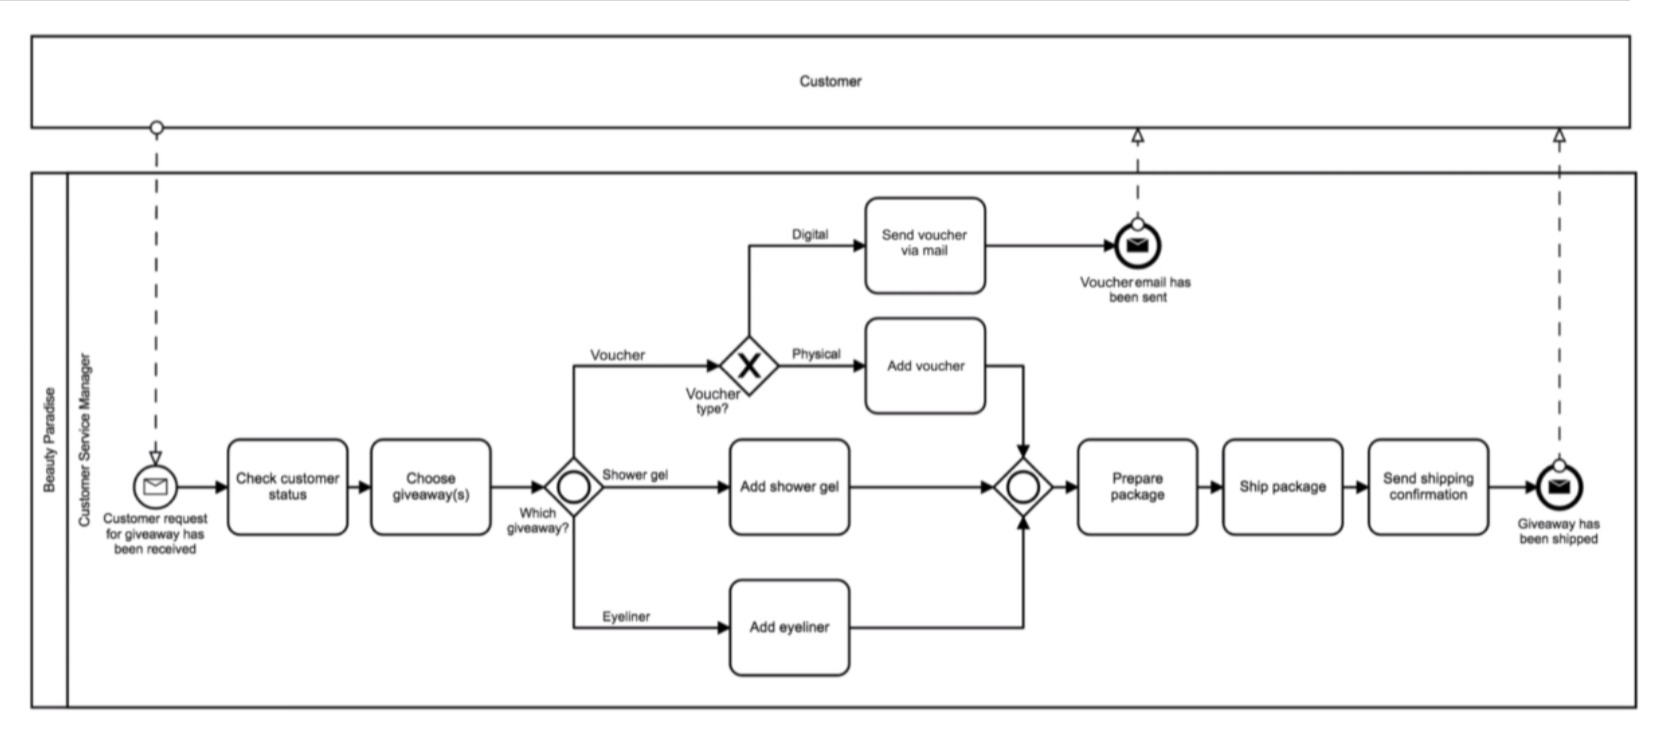 Customer
Beauty Paradise
Customer Service Manager
Customer request
for giveaway has
been received
Check customer
status
Choose
giveaway(s)
Which
giveaway?
Voucher
Shower gel
Eyeliner
Voucher
type?
Digital
Physical
Send voucher
via mail
Voucher email has
been sent
Add voucher
Add shower gel
Add eyeliner
Prepare
package
Ship package
Send shipping
confirmation
Giveaway has
been shipped